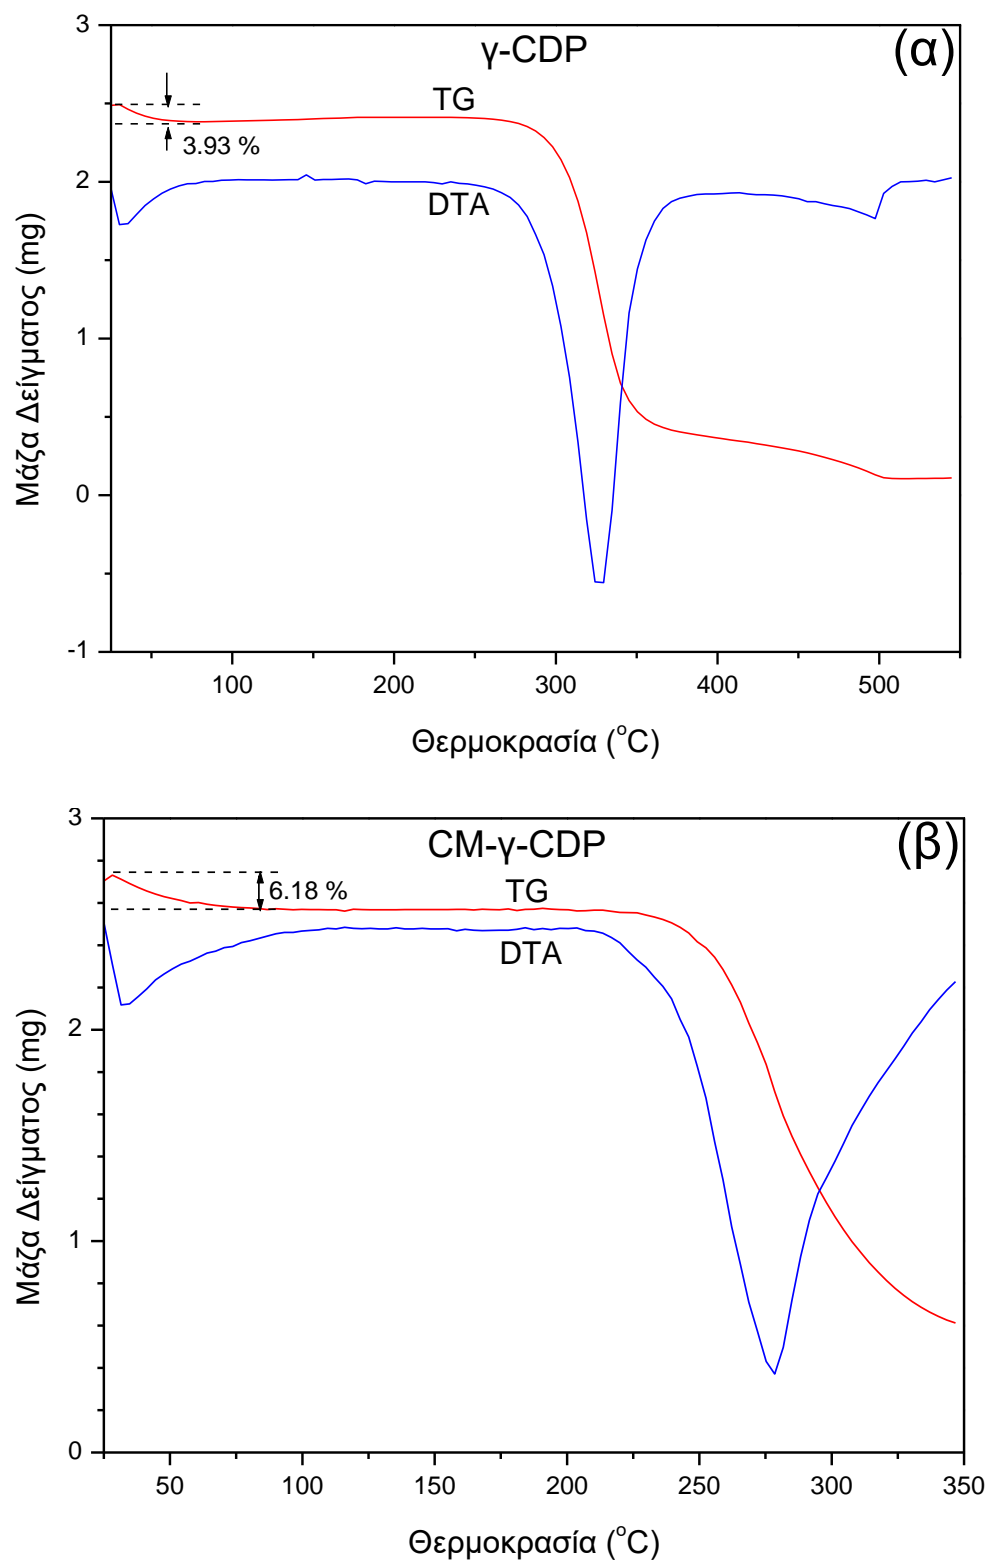 γ-CDP
(α)
TG
3.93 %
DTA
Μάζα Δείγματος (mg)
3
2
1
0
-1
100 200 300 400 500
Θερμοκρασία (°C)
CM-γ-CDP
(β)
6.18 %
TG
DTA
Μάζα Δείγματος (mg)
3
2
1
0
50 100 150 200 250 300 350
Θερμοκρασία (°C)